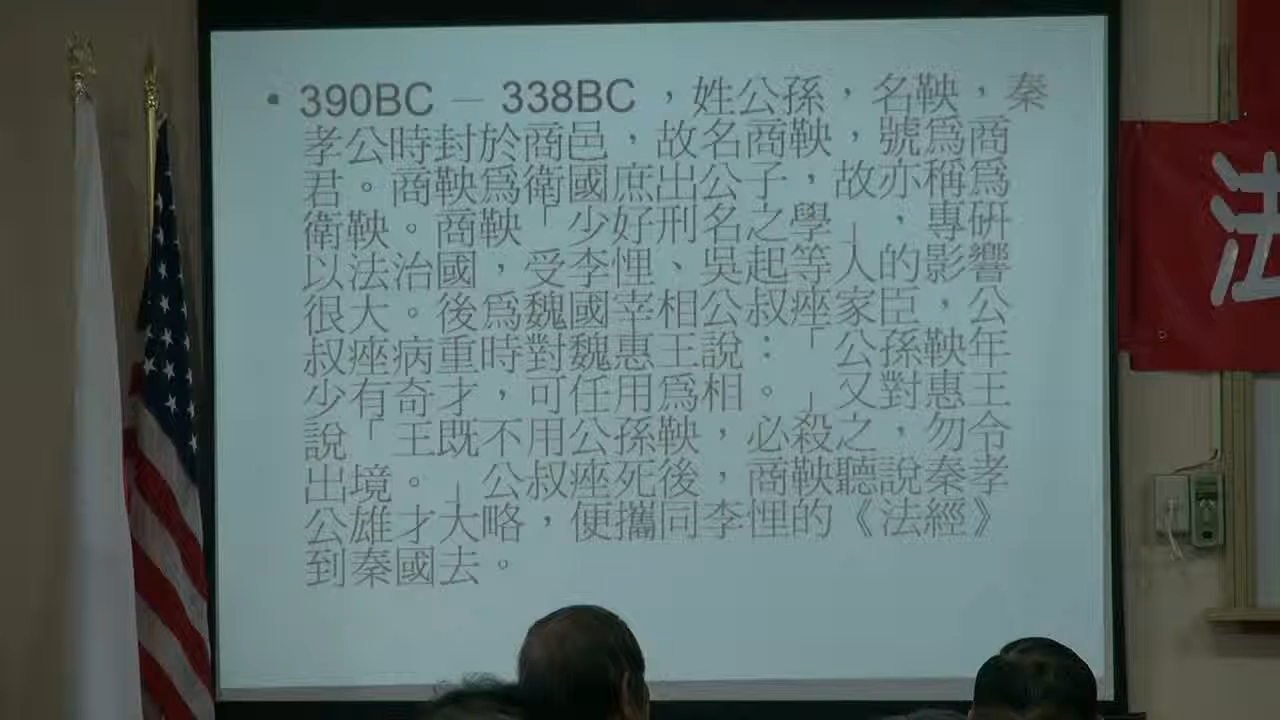 • 390BC – 338BC，姓公孫，名鞅，秦
孝公時封於商邑，故名商鞅，號為商
君。商鞅為衛國庶出公子，故亦稱為
衛鞅。商鞅「少好刑名之學」，專研
以法治國，受李悝、吳起等人的影響
很大。後為魏國宰相公叔痤家臣，公
叔痤病重時對魏惠王說：「公孫鞅年
少有奇才，可任用為相。」又對惠王
說「王既不用公孫鞅，必殺之，勿令
出境。」公叔痤死後，商鞅聽說秦孝
公雄才大略，便攜同李悝的《法經》
到秦國去。
法